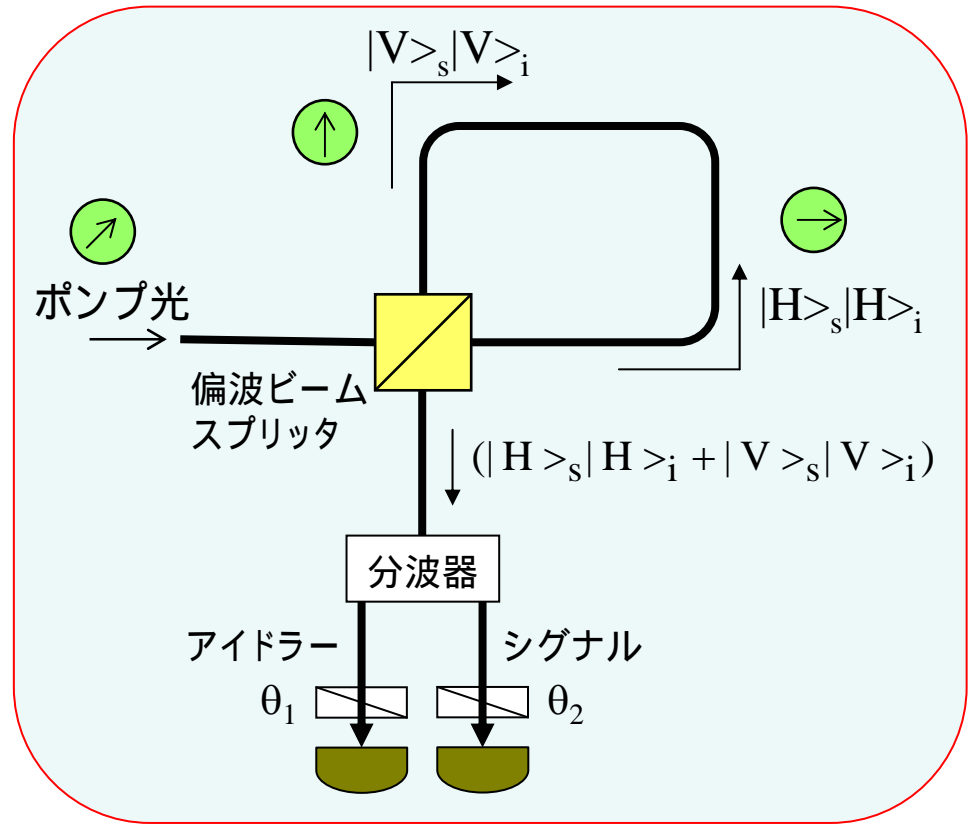 |V>s|V>i
ポンプ光
|H>s|H>i
偏波ビーム
スプリッタ
(| H >s| H >i + | V >s| V >i)
分波器
アイドラー
シグナル
θ1
θ2